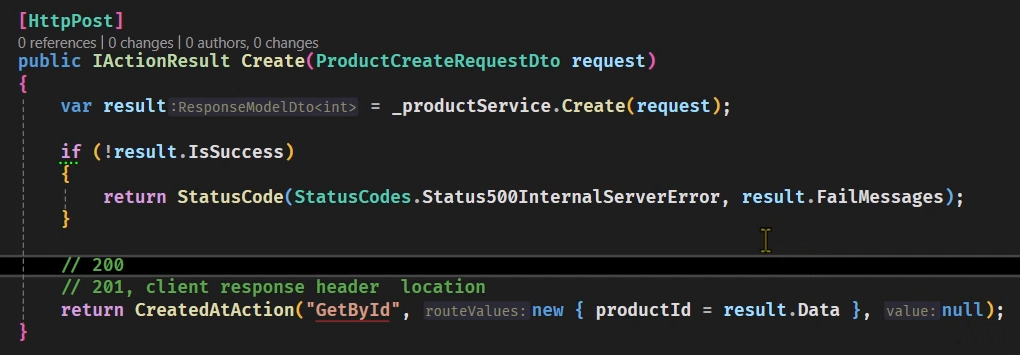 [HttpPost]
0 references | 0 changes | 0 authors, 0 changes
public IActionResult Create(ProductCreateRequestDto request)
{
var result:ResponseModelDto<int> = _productService.Create(request);
if (!result.IsSuccess)
{
return StatusCode(StatusCodes.Status500InternalServerError, result.FailMessages);
}
// 200
// 201, client response header  location
return CreatedAtAction("GetById", routeValues:new { productId = result.Data }, value:null);
}